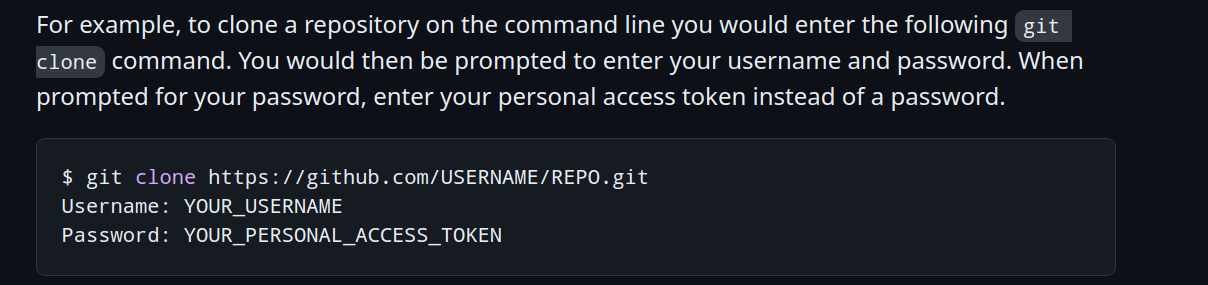 For example, to clone a repository on the command line you would enter the following git
clone command. You would then be prompted to enter your username and password. When
prompted for your password, enter your personal access token instead of a password.
$ git clone https://github.com/USERNAME/REPO.git
Username: YOUR_USERNAME
Password: YOUR_PERSONAL_ACCESS_TOKEN